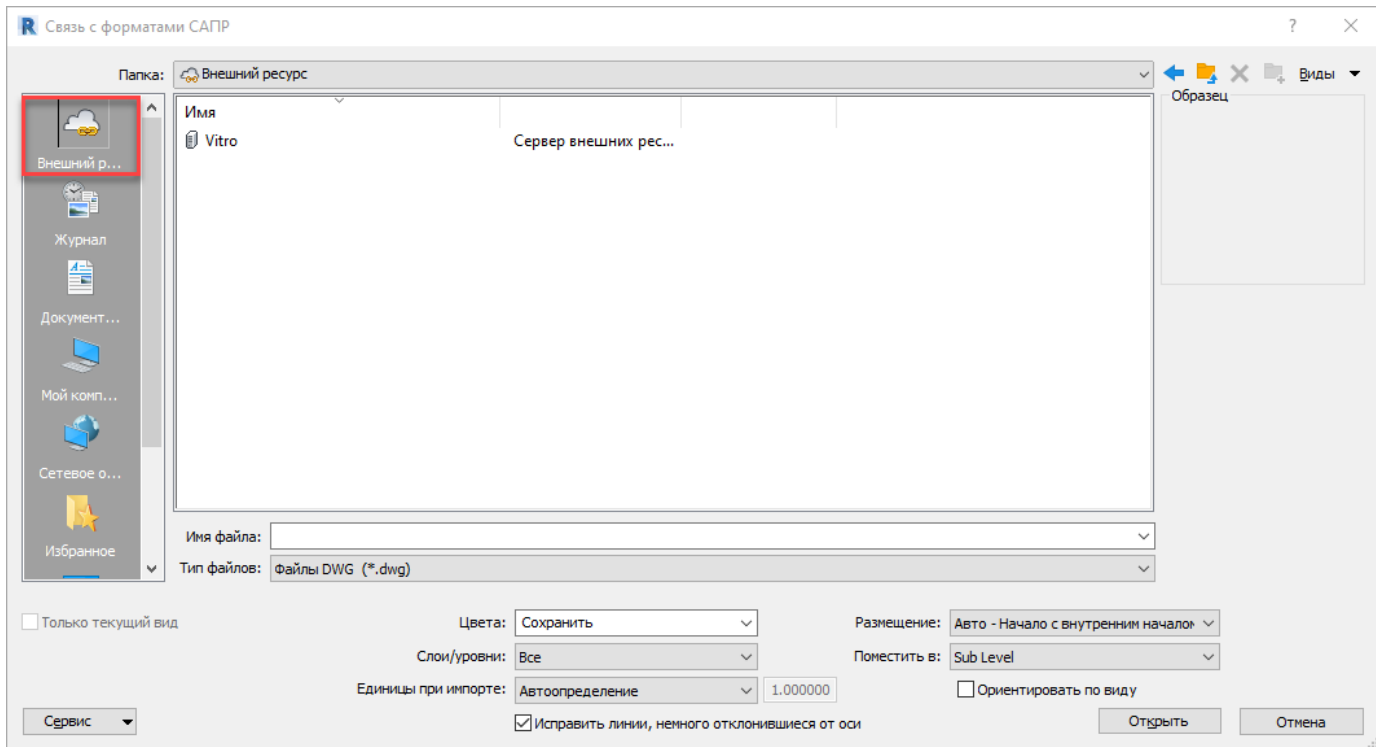 R Связь с форматами САПР ?
Папка: Внешний ресурс Виды
Образец
Имя
Vitro Сервер внешних рес...
Внешний р...
Журнал
Документ...
Мой комп...
Сетевое о...
Избранное
Имя файла:
Тип файлов: Файлы DWG (*.dwg)
Только текущий вид
Цвета: Сохранить
Размещение: Авто - Начало с внутренним началом
Слои/уровни: Все
Поместить в: Sub Level
Единицы при импорте: Автоопределение 1.000000
Ориентировать по виду
Сервис
Исправить линии, немного отклонившиеся от оси
Открыть
Отмена